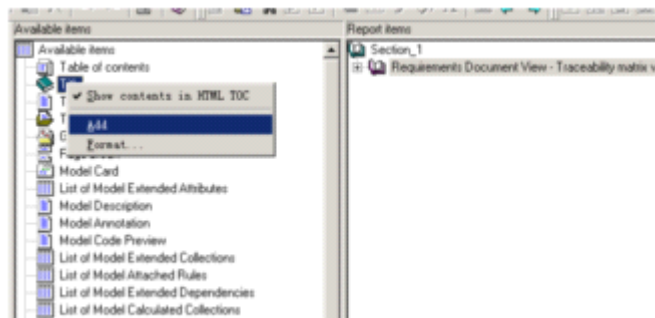 Available items
Report items
Available items
Section_1
Table of contents
Requirements Document View - Traceability matrix v
Show contents in HTML TOC
Add
Format...
Model Card
List of Model Extended Attributes
Model Description
Model Annotation
Model Code Preview
List of Model Extended Collections
List of Model Attached Rules
List of Model Extended Dependencies
List of Model Calculated Collections